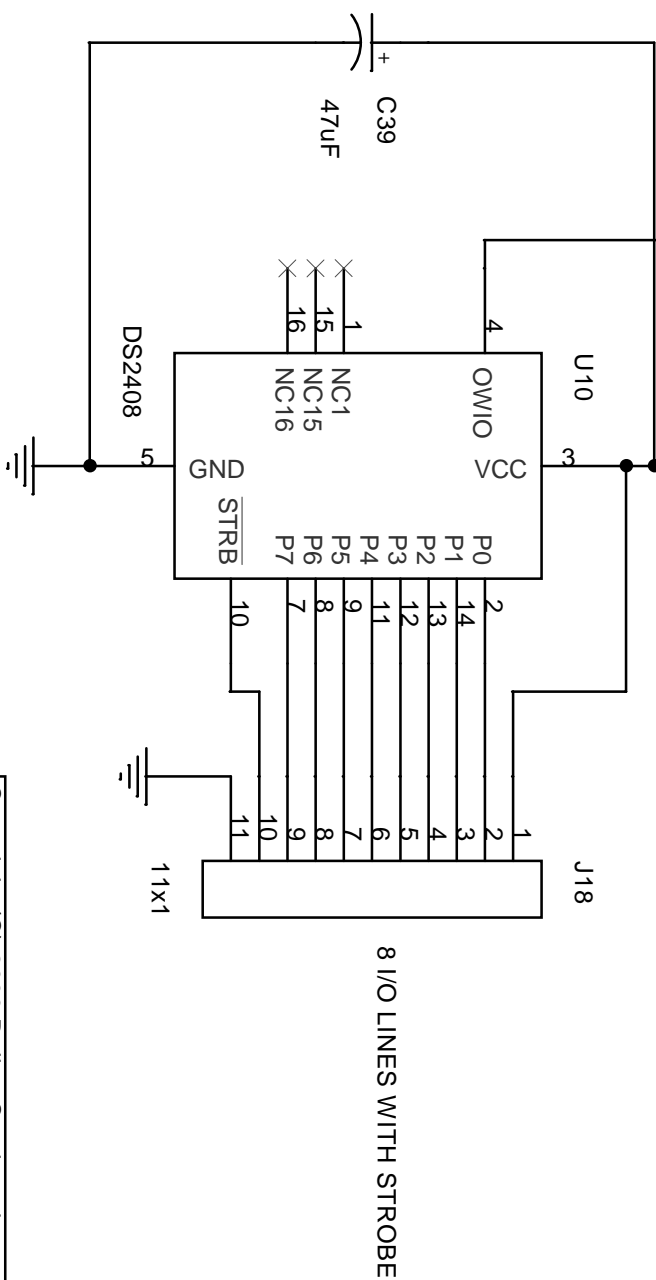 U10
J18
3
VCC
1
4
OWIO
P0
2
2
P1
14
3
P2
13
4
P3
12
5
C39
+
47uF
8 I/O LINES WITH STROBE
P4
11
6
1
NC1
P5
9
7
15
NC15
P6
8
8
16
NC16
P7
7
9
STRB
10
10
11
GND
5
DS2408
11x1